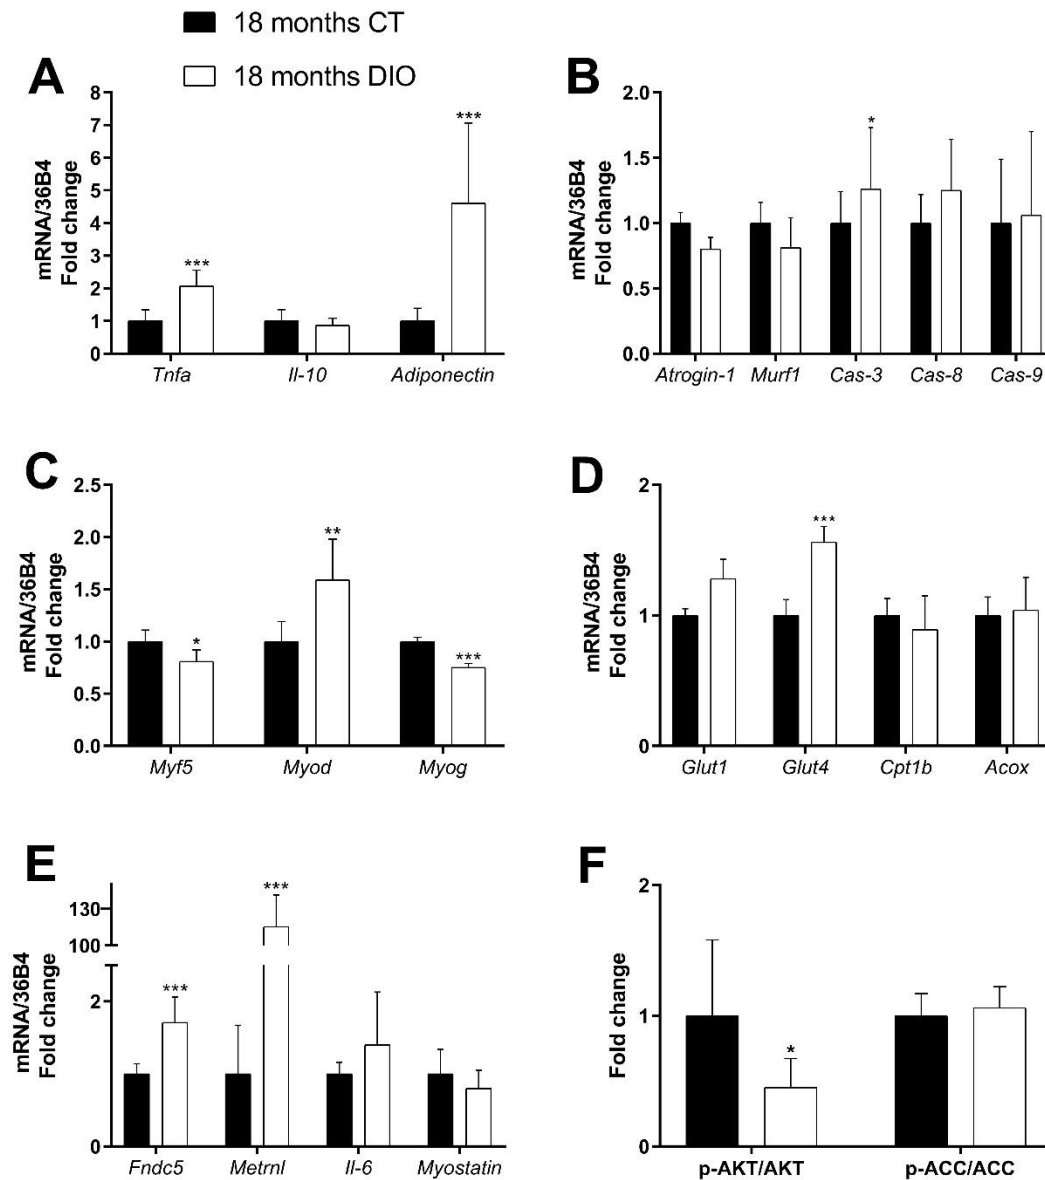 18 months CT
18 months DIO
A
mRNA/36B4
Fold change
8
7
6
5
4
3
2
1
0
***
***
Tnfa Il-10 Adiponectin
B
mRNA/36B4
Fold change
2.0
1.5
1.0
0.5
0.0
*
Atrogin-1 Murf1 Cas-3 Cas-8 Cas-9
C
mRNA/36B4
Fold change
2.5
2.0
1.5
1.0
0.5
0.0
*
**
***
Myf5 Myod Myog
D
mRNA/36B4
Fold change
2
1
0
***
Glut1 Glut4 Cpt1b Acox
E
mRNA/36B4
Fold change
130
100
2
0
***
***
Fndc5 Metrnl Il-6 Myostatin
F
Fold change
2
1
0
*
p-AKT/AKT p-ACC/ACC